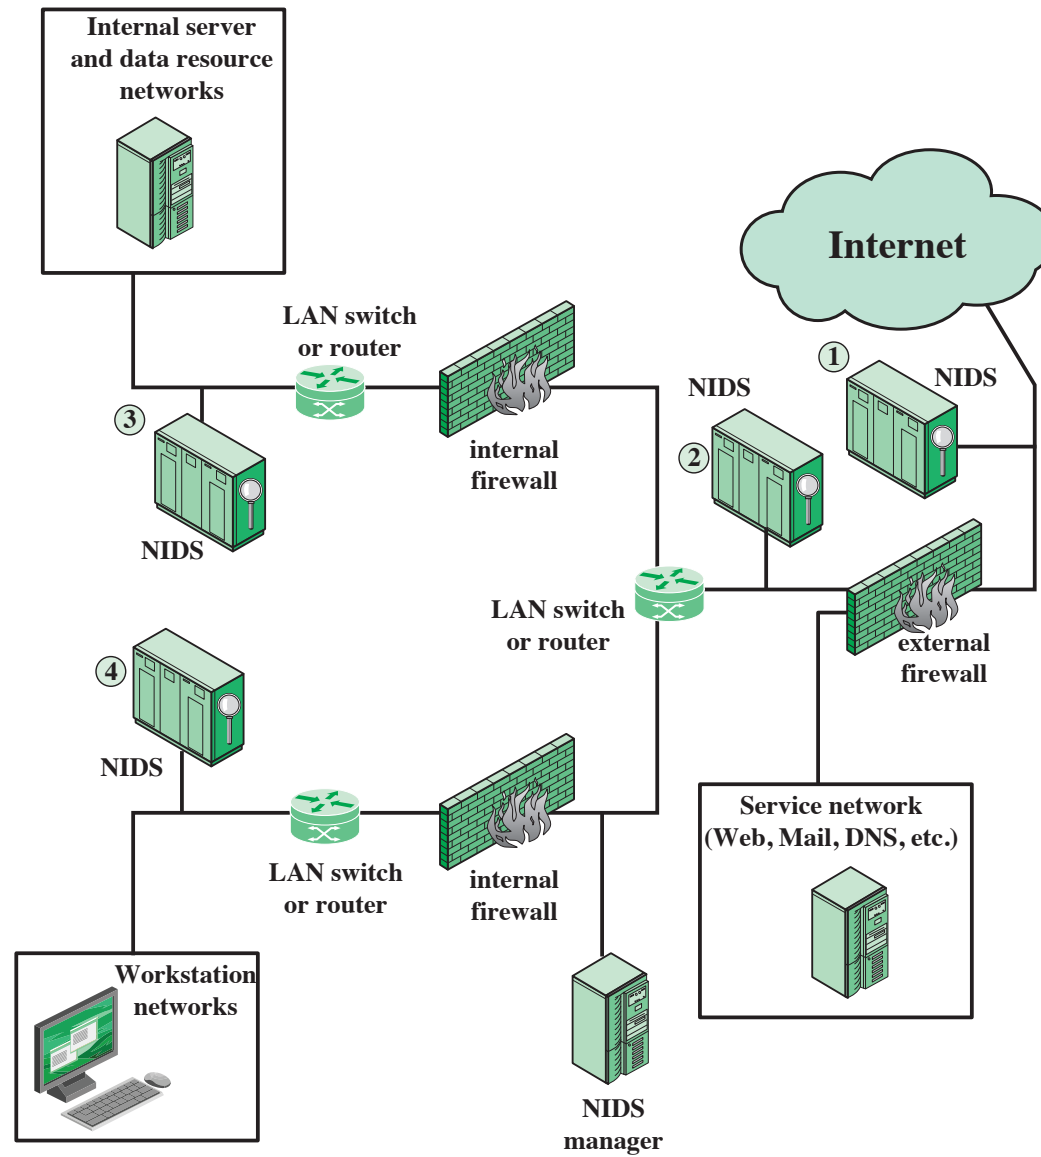 Internal server
and data resource
networks
Internet
LAN switch
or router
1
NIDS
NIDS
3
2
internal
firewall
NIDS
LAN switch
or router
external
firewall
4
NIDS
Service network
(Web, Mail, DNS, etc.)
LAN switch
or router
internal
firewall
Workstation
networks
NIDS
manager